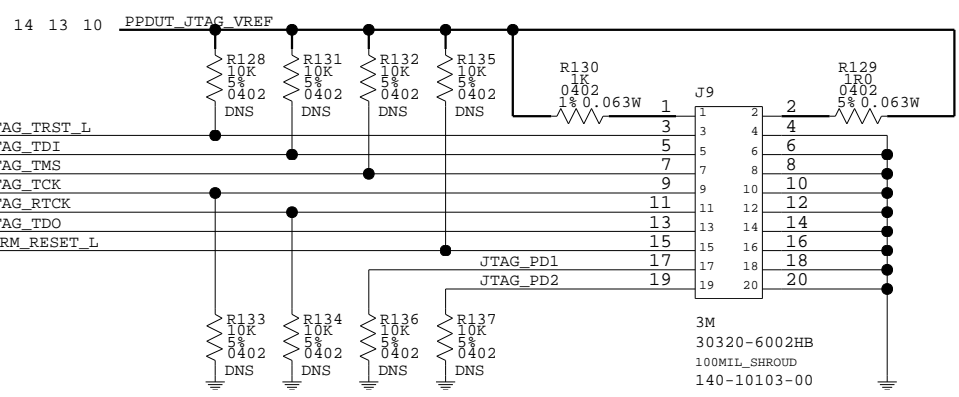 14 13 10 PPDUT_JTAG_VREF
R128
10K
5%
0402
DNS
R131
10K
5%
0402
DNS
R132
10K
5%
0402
DNS
R135
10K
5%
0402
DNS
R130
1K
0402
1% 0.063W
R129
1R0
0402
5% 0.063W
J9
1 1 2 2
TAG_TRST_L 3 3 4 4
TAG_TDI 5 5 6 6
TAG_TMS 7 7 8 8
TAG_TCK 9 9 10 10
TAG_RTCK 11 11 12 12
TAG_TDO 13 13 14 14
RM_RESET_L 15 15 16 16
JTAG_PD1 17 17 18 18
JTAG_PD2 19 19 20 20
R133
10K
5%
0402
DNS
R134
10K
5%
0402
DNS
R136
10K
5%
0402
DNS
R137
10K
5%
0402
DNS
3M
30320-6002HB
100MIL_SHROUD
140-10103-00